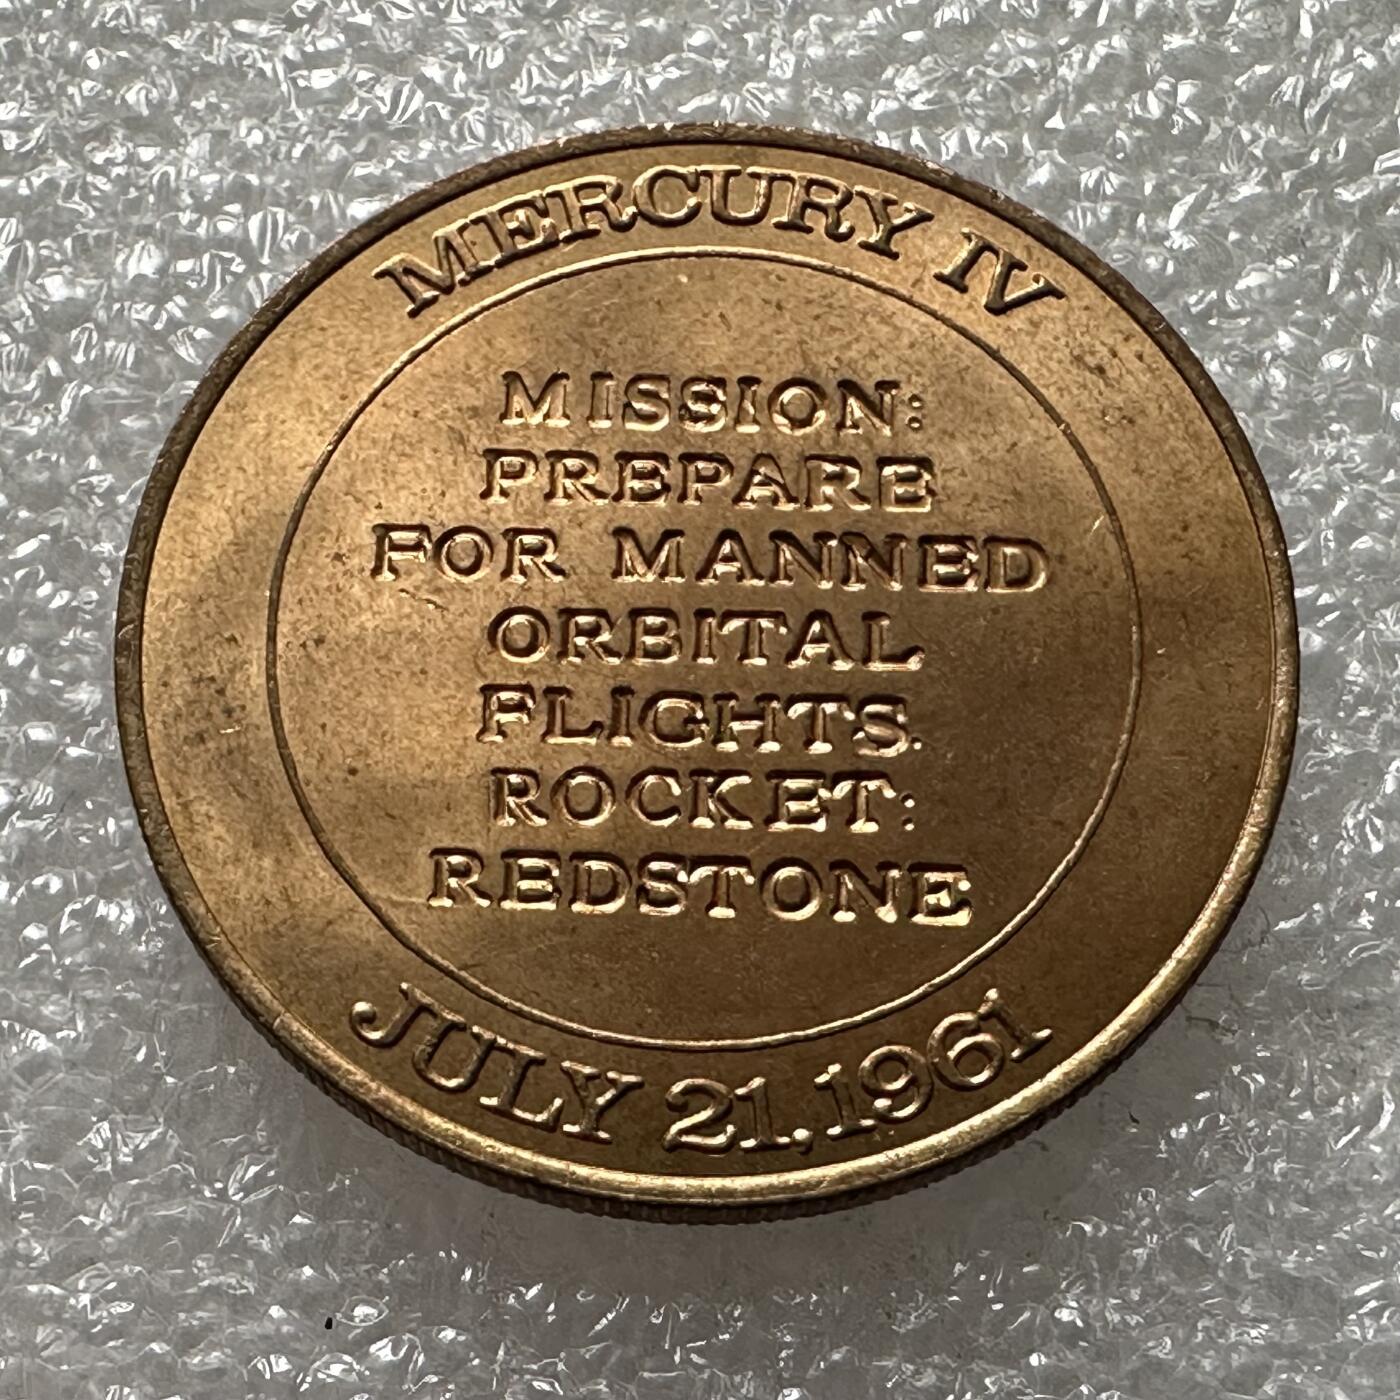 MERCURY IV
MISSION:
PREPARE
FOR MANNED
ORBITAL
FLIGHTS.
ROCKET:
REDSTONE
JULY 21, 1961